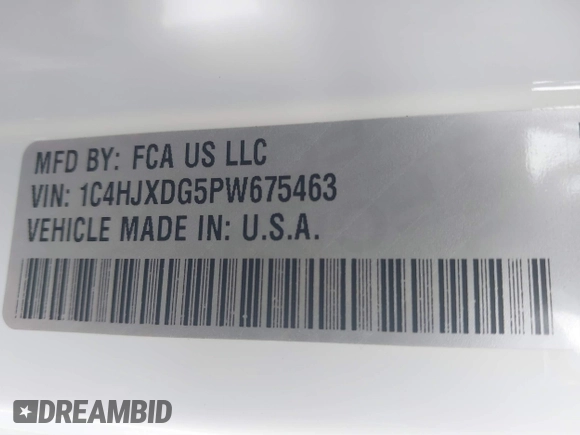 MFD BY: FCA US LLC
VIN: 1C4HJXDG5PW675463
VEHICLE MADE IN: U.S.A.
DREAMBID